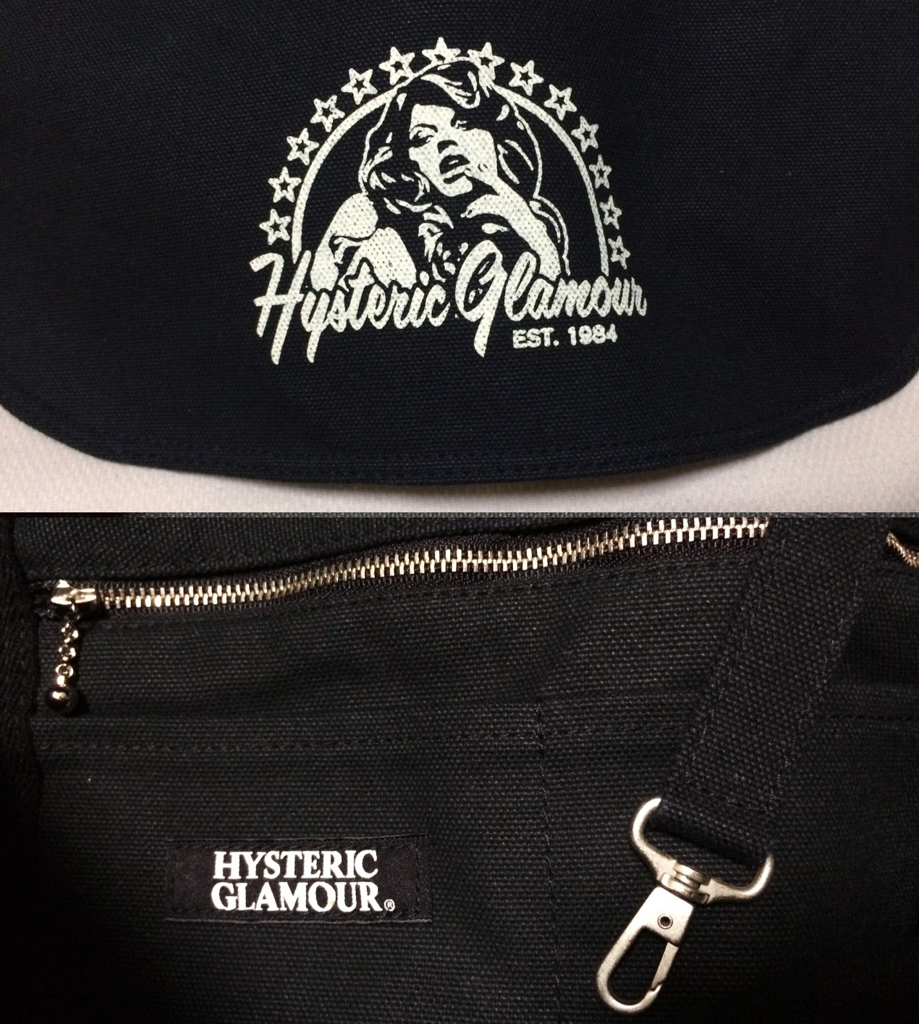 Hysteric Glamour
EST. 1984
HYSTERIC
GLAMOUR®